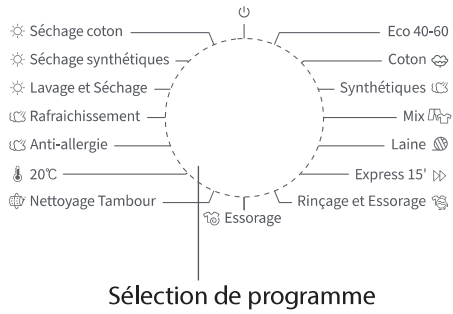 Séchage coton
Eco 40-60
Séchage synthétiques
Coton
Lavage et Séchage
Synthétiques
Rafraichissement
Mix
Anti-allergie
Laine
20℃
Express 15'
Nettoyage Tambour
Rinçage et Essorage
Essorage
Sélection de programme